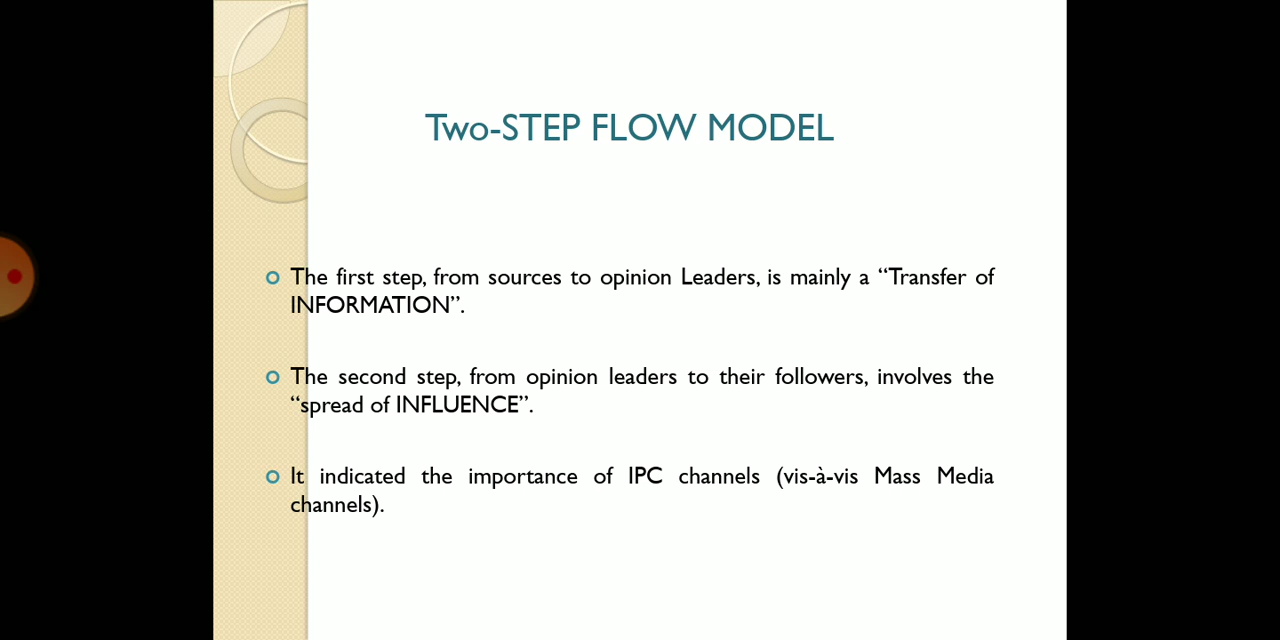 Two-STEP FLOW MODEL
The first step, from sources to opinion Leaders, is mainly a “Transfer of
INFORMATION”.
The second step, from opinion leaders to their followers, involves the
“spread of INFLUENCE”.
It indicated the importance of IPC channels (vis-à-vis Mass Media
channels).